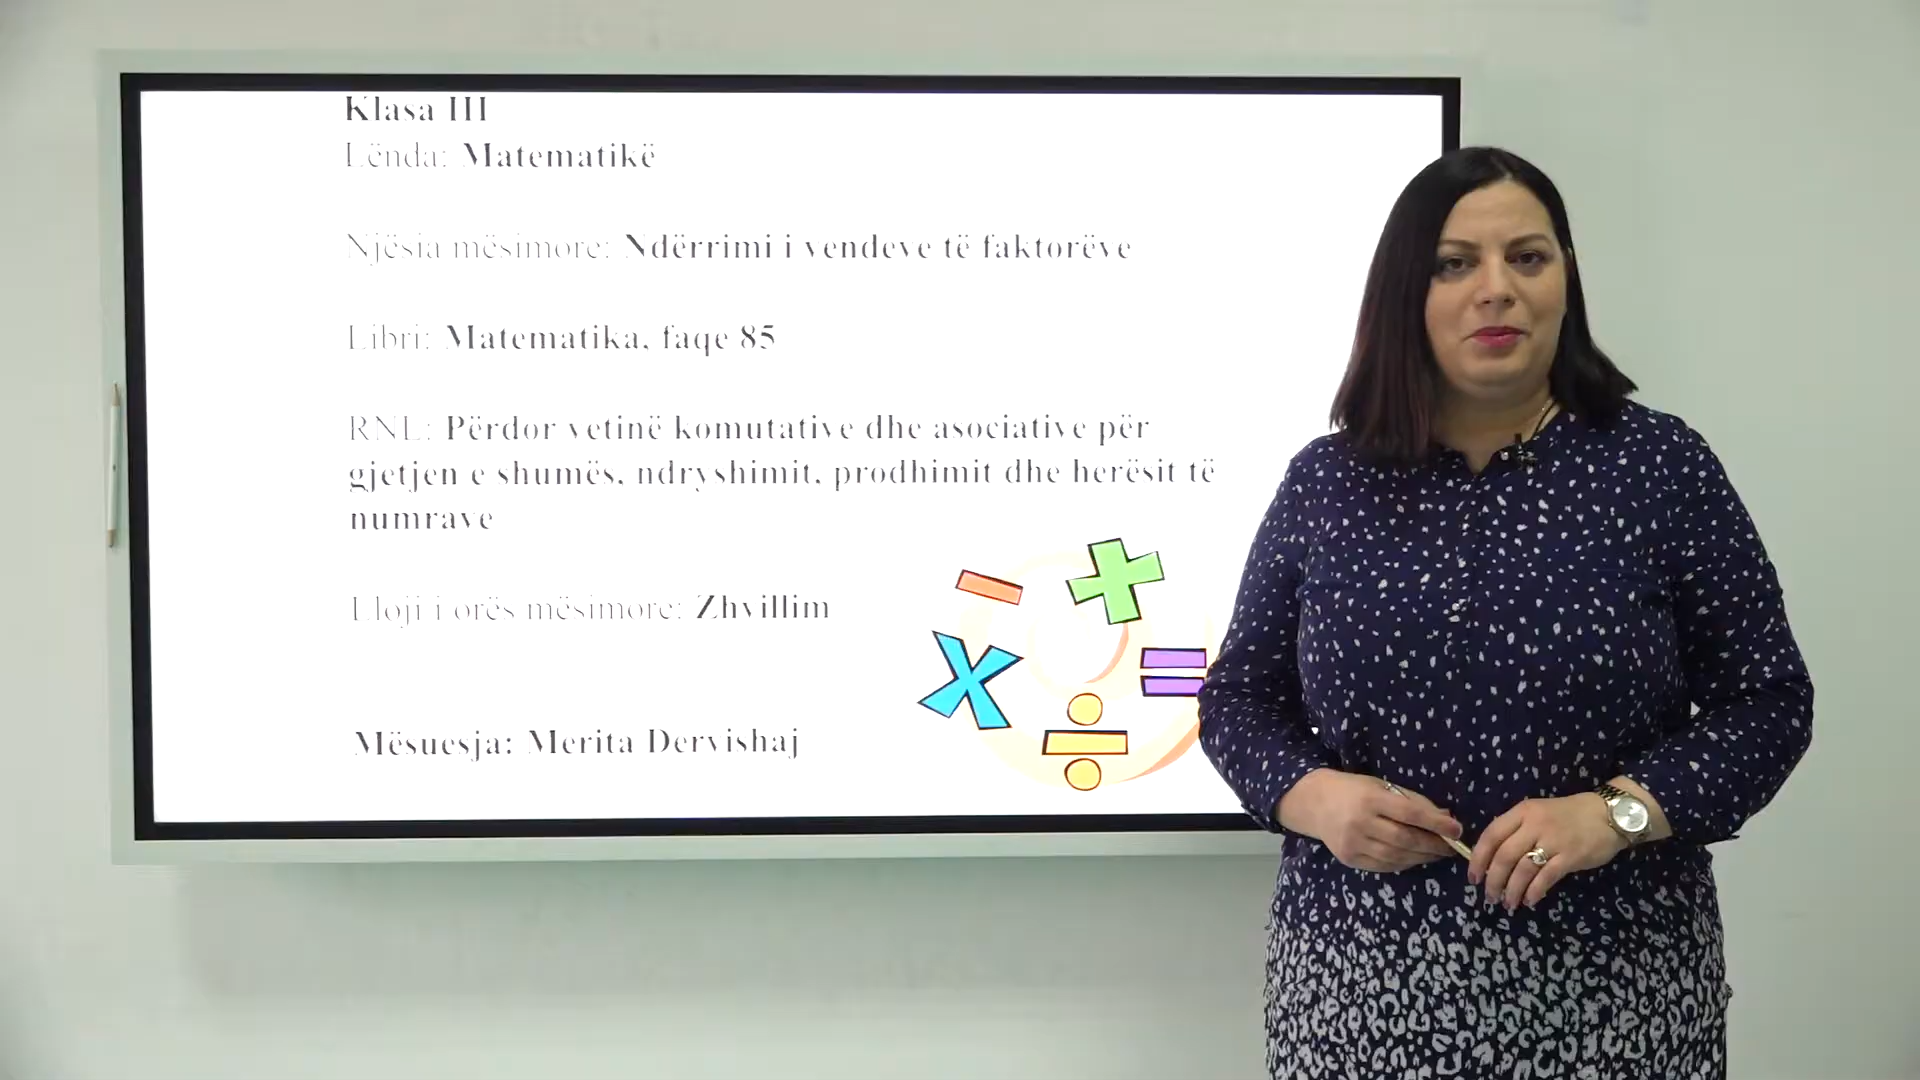 Klasa III
Lënda: Matematikë
Njësia mësimore: Ndërrimi i vendeve të faktorëve
Libri: Matematika, faqe 85
RNL: Përdor vetinë komutative dhe asociative për
gjetjen e shumës, ndryshimit, prodhimit dhe herësit të
numrave
Lloji i orës mësimore: Zhvillim
Mësuesja: Merita Dervishaj